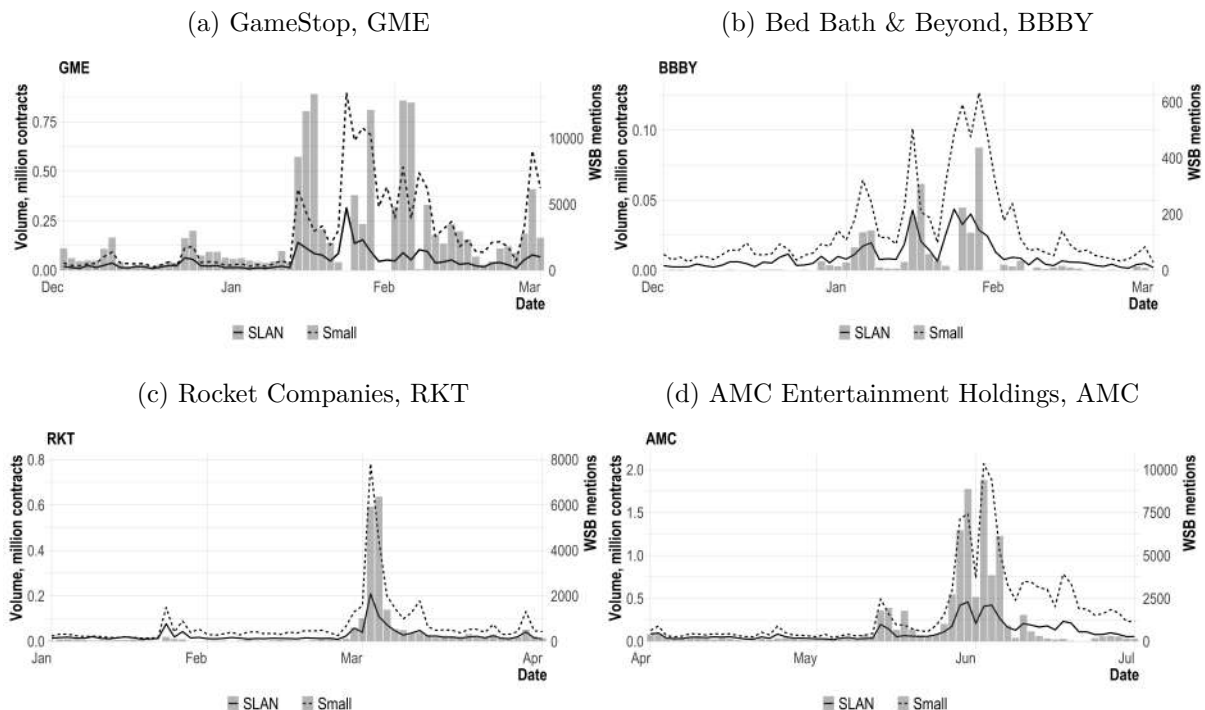 (a) GameStop, GME
(b) Bed Bath & Beyond, BBBY
GME
Volume, million contracts
0.75
0.50
0.25
0.00
10000
5000
0
WSB mentions
Dec
Jan
Feb
Mar
Date
SLAN
Small
BBBY
Volume, million contracts
0.10
0.05
0.00
600
400
200
0
WSB mentions
Dec
Jan
Feb
Mar
Date
SLAN
Small
(c) Rocket Companies, RKT
(d) AMC Entertainment Holdings, AMC
RKT
Volume, million contracts
0.8
0.6
0.4
0.2
0.0
8000
6000
4000
2000
0
WSB mentions
Jan
Feb
Mar
Apr
Date
SLAN
Small
AMC
Volume, million contracts
2.0
1.5
1.0
0.5
0.0
10000
7500
5000
2500
0
WSB mentions
Apr
May
Jun
Jul
Date
SLAN
Small